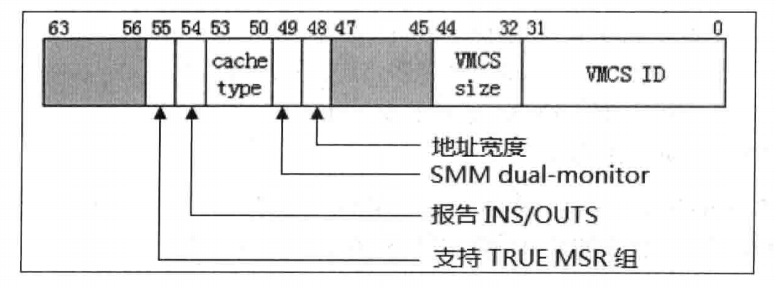 63 56 55 54 53 50 49 48 47 45 44 32 31 0
cache type
VMCS size
VMCS ID
地址宽度
SMM dual-monitor
报告 INS/OUTS
支持 TRUE MSR 组